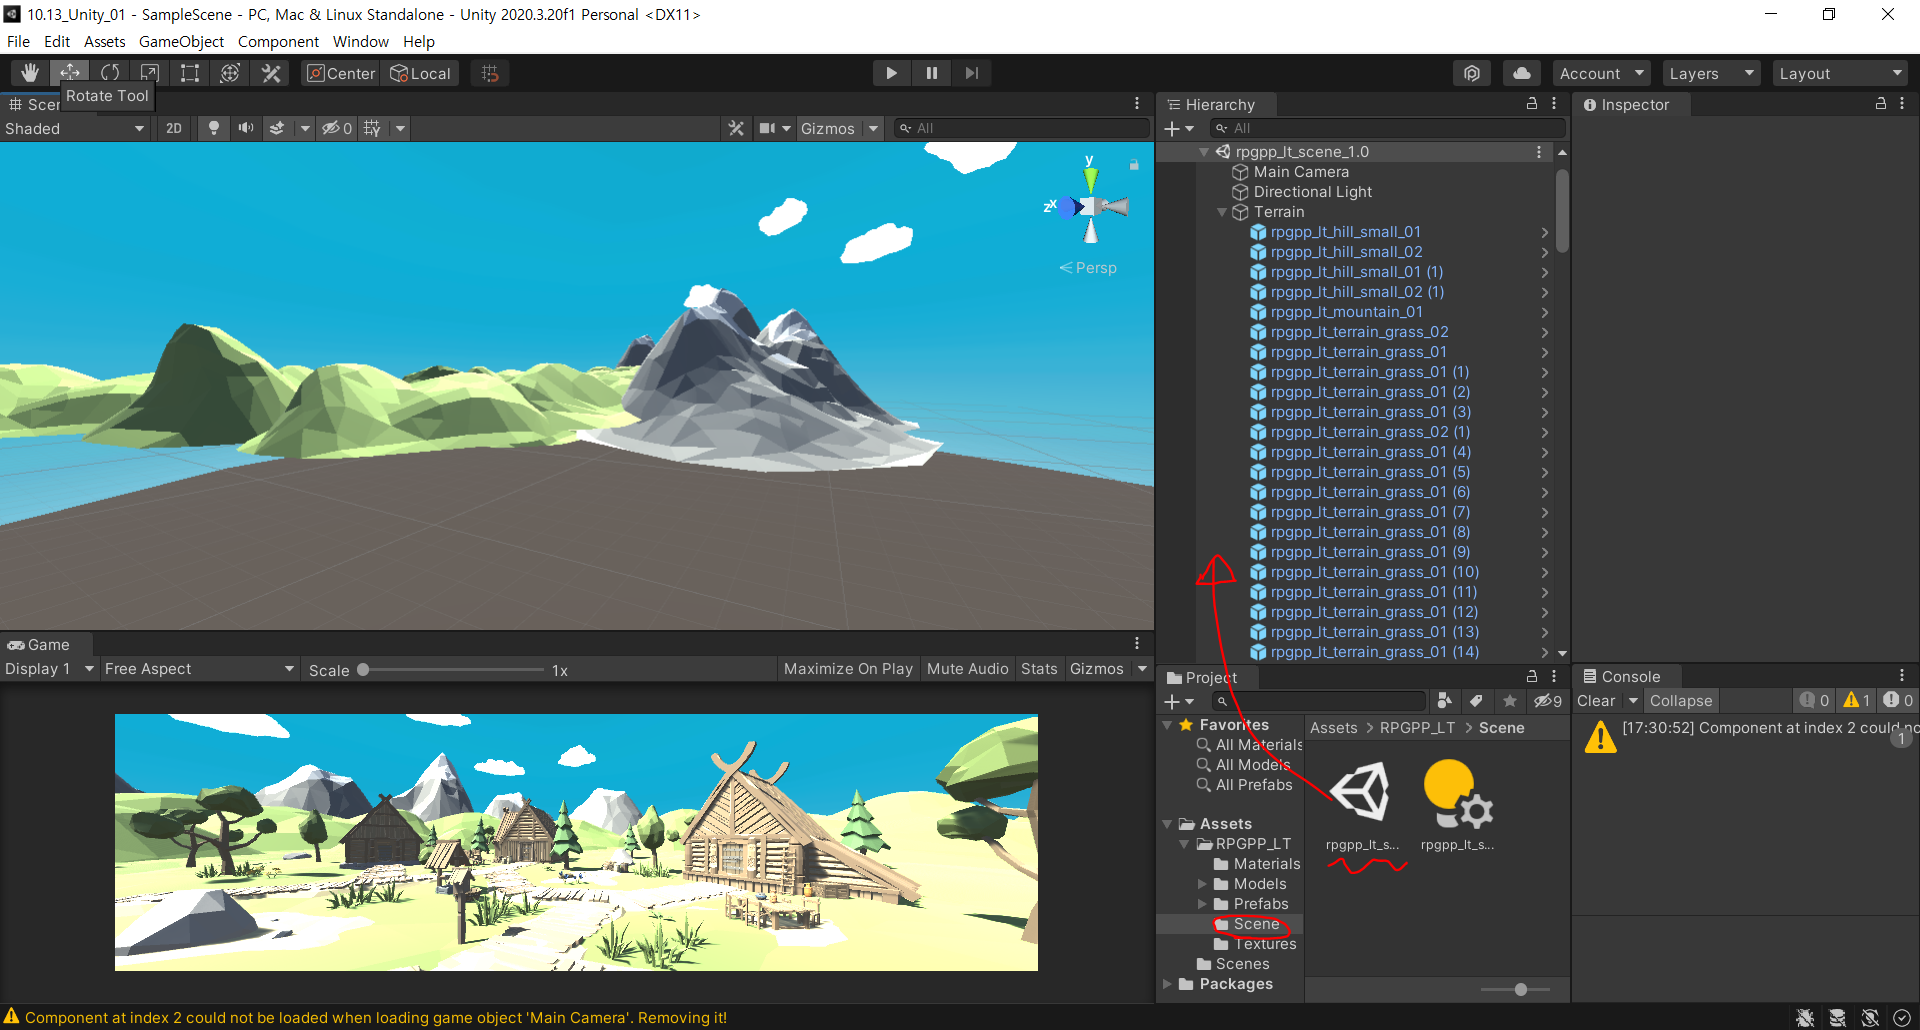 10.13_Unity_01 - SampleScene - PC, Mac & Linux Standalone - Unity 2020.3.20f1 Personal <DX11>
File Edit Assets GameObject Component Window Help
Center Local Account Layers Layout
Rotate Tool
Shaded 2D 0 Gizmos All
y
x
z
Persp
Game
Display 1 Free Aspect Scale 1x Maximize On Play Mute Audio Stats Gizmos
Hierarchy
All
rpgpp_lt_scene_1.0
Main Camera
Directional Light
Terrain
rpgpp_lt_hill_small_01
rpgpp_lt_hill_small_02
rpgpp_lt_hill_small_01 (1)
rpgpp_lt_hill_small_02 (1)
rpgpp_lt_mountain_01
rpgpp_lt_terrain_grass_02
rpgpp_lt_terrain_grass_01
rpgpp_lt_terrain_grass_01 (1)
rpgpp_lt_terrain_grass_01 (2)
rpgpp_lt_terrain_grass_01 (3)
rpgpp_lt_terrain_grass_02 (1)
rpgpp_lt_terrain_grass_01 (4)
rpgpp_lt_terrain_grass_01 (5)
rpgpp_lt_terrain_grass_01 (6)
rpgpp_lt_terrain_grass_01 (7)
rpgpp_lt_terrain_grass_01 (8)
rpgpp_lt_terrain_grass_01 (9)
rpgpp_lt_terrain_grass_01 (10)
rpgpp_lt_terrain_grass_01 (11)
rpgpp_lt_terrain_grass_01 (12)
rpgpp_lt_terrain_grass_01 (13)
rpgpp_lt_terrain_grass_01 (14)
Project
9
Favorites
All Materials
All Models
All Prefabs
Assets
RPGPP_LT
Materials
Models
Prefabs
Scene
Textures
Scenes
Packages
Assets > RPGPP_LT > Scene
rpgpp_lt_s... rpgpp_lt_s...
Inspector
Console
Clear Collapse 0 1 0
[17:30:52] Component at index 2 could no
1
Component at index 2 could not be loaded when loading game object 'Main Camera'. Removing it!